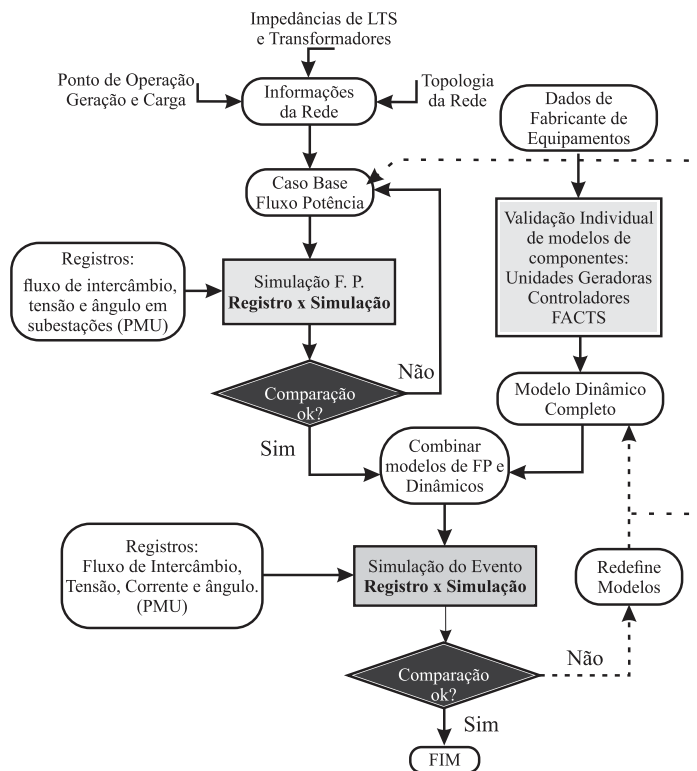 Impedâncias de LTS
e Transformadores
Ponto de Operação
Geração e Carga
Informações
da Rede
Topologia
da Rede
Dados de
Fabricante de
Equipamentos
Caso Base
Fluxo Potência
Validação Individual
de modelos de
componentes:
Unidades Geradoras
Controladores
FACTS
Registros:
fluxo de intercâmbio,
tensão e ângulo em
subestações (PMU)
Simulação F. P.
Registro x Simulação
Não
Comparação
ok?
Modelo Dinâmico
Completo
Sim
Combinar
modelos de FP e
Dinâmicos
Registros:
Fluxo de Intercâmbio,
Tensão, Corrente e ângulo.
(PMU)
Simulação do Evento
Registro x Simulação
Redefine
Modelos
Comparação
ok?
Não
Sim
FIM